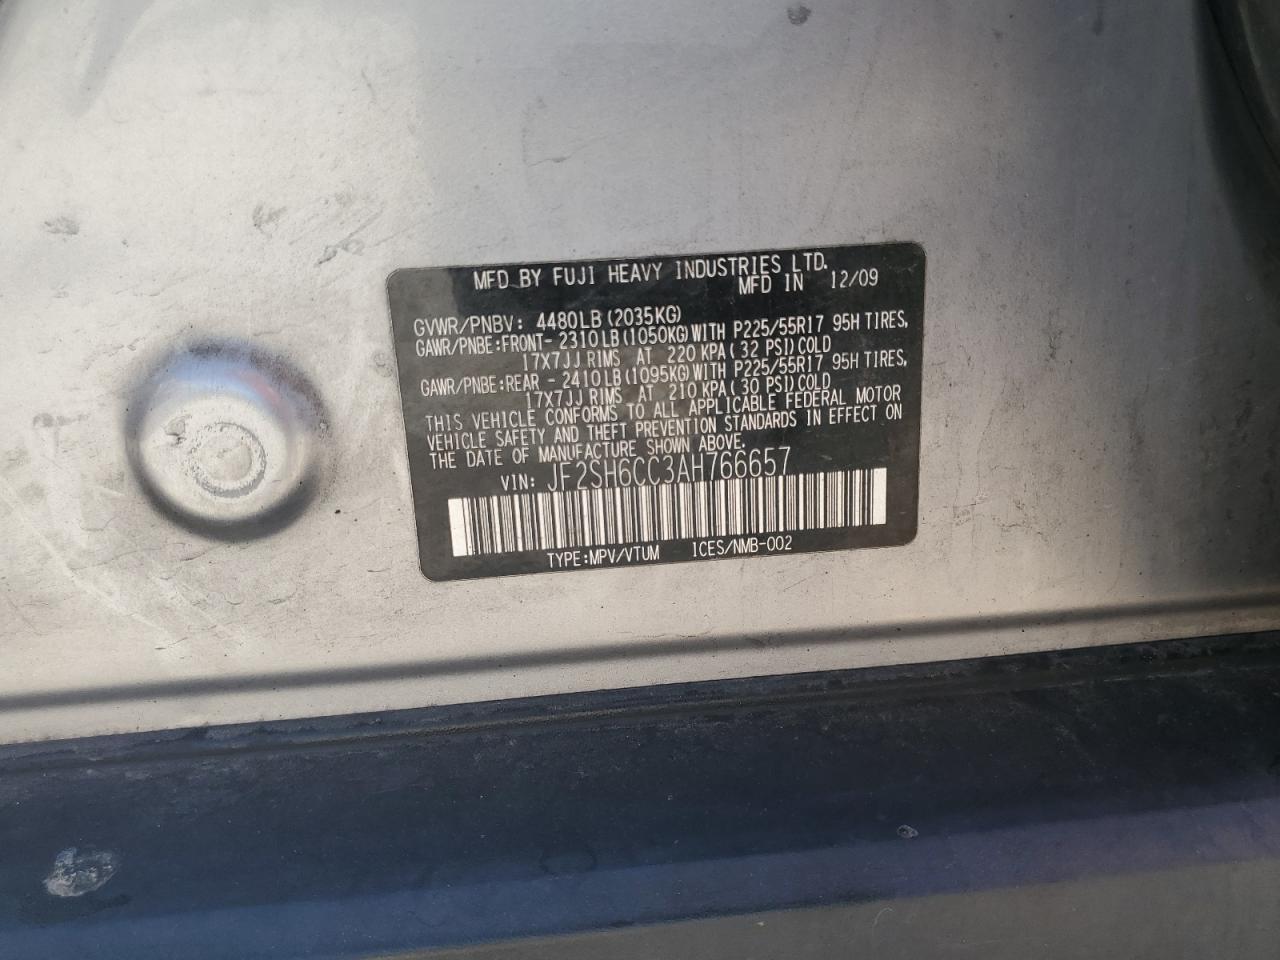 MFD BY FUJI HEAVY INDUSTRIES LTD.
MFD IN 12/09
GVWR/PNBV: 4480LB (2035KG)
GAWR/PNBE:FRONT- 2310LB(1050KG)WITH P225/55R17 95H TIRES,
17X7JJ RIMS AT 220 KPA( 32 PSI)COLD
GAWR/PNBE:REAR - 2410LB(1095KG)WITH P225/55R17 95H TIRES,
17X7JJ RIMS AT 210 KPA( 30 PSI)COLD
THIS VEHICLE CONFORMS TO ALL APPLICABLE FEDERAL MOTOR
VEHICLE SAFETY AND THEFT PREVENTION STANDARDS IN EFFECT ON
THE DATE OF MANUFACTURE SHOWN ABOVE.
VIN: JF2SH6CC3AH766657
TYPE:MPV/VTUM ICES/NMB-002